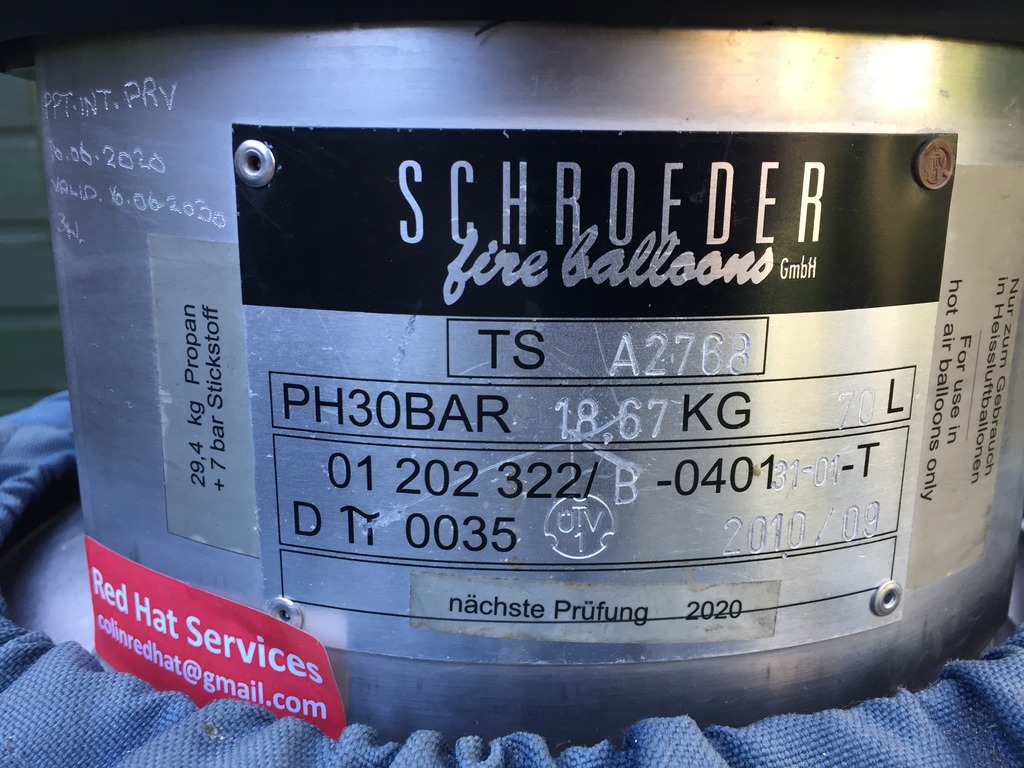 PPT.INT.PRV
16.06.2020
VALID. 16.06.2030
SCHROEDER
fire balloons GmbH
TS A2768
PH30BAR 18,67 KG 70 L
01 202 322/ B -0401 31-01-T
D π 0035 TÜV 1 2010/09
nächste Prüfung 2020
29,4 kg Propan
+ 7 bar Stickstoff
Nur zum Gebrauch
in Heissluftballonen
For use in
hot air balloons only
Red Hat Services
colinredhat@gmail.com